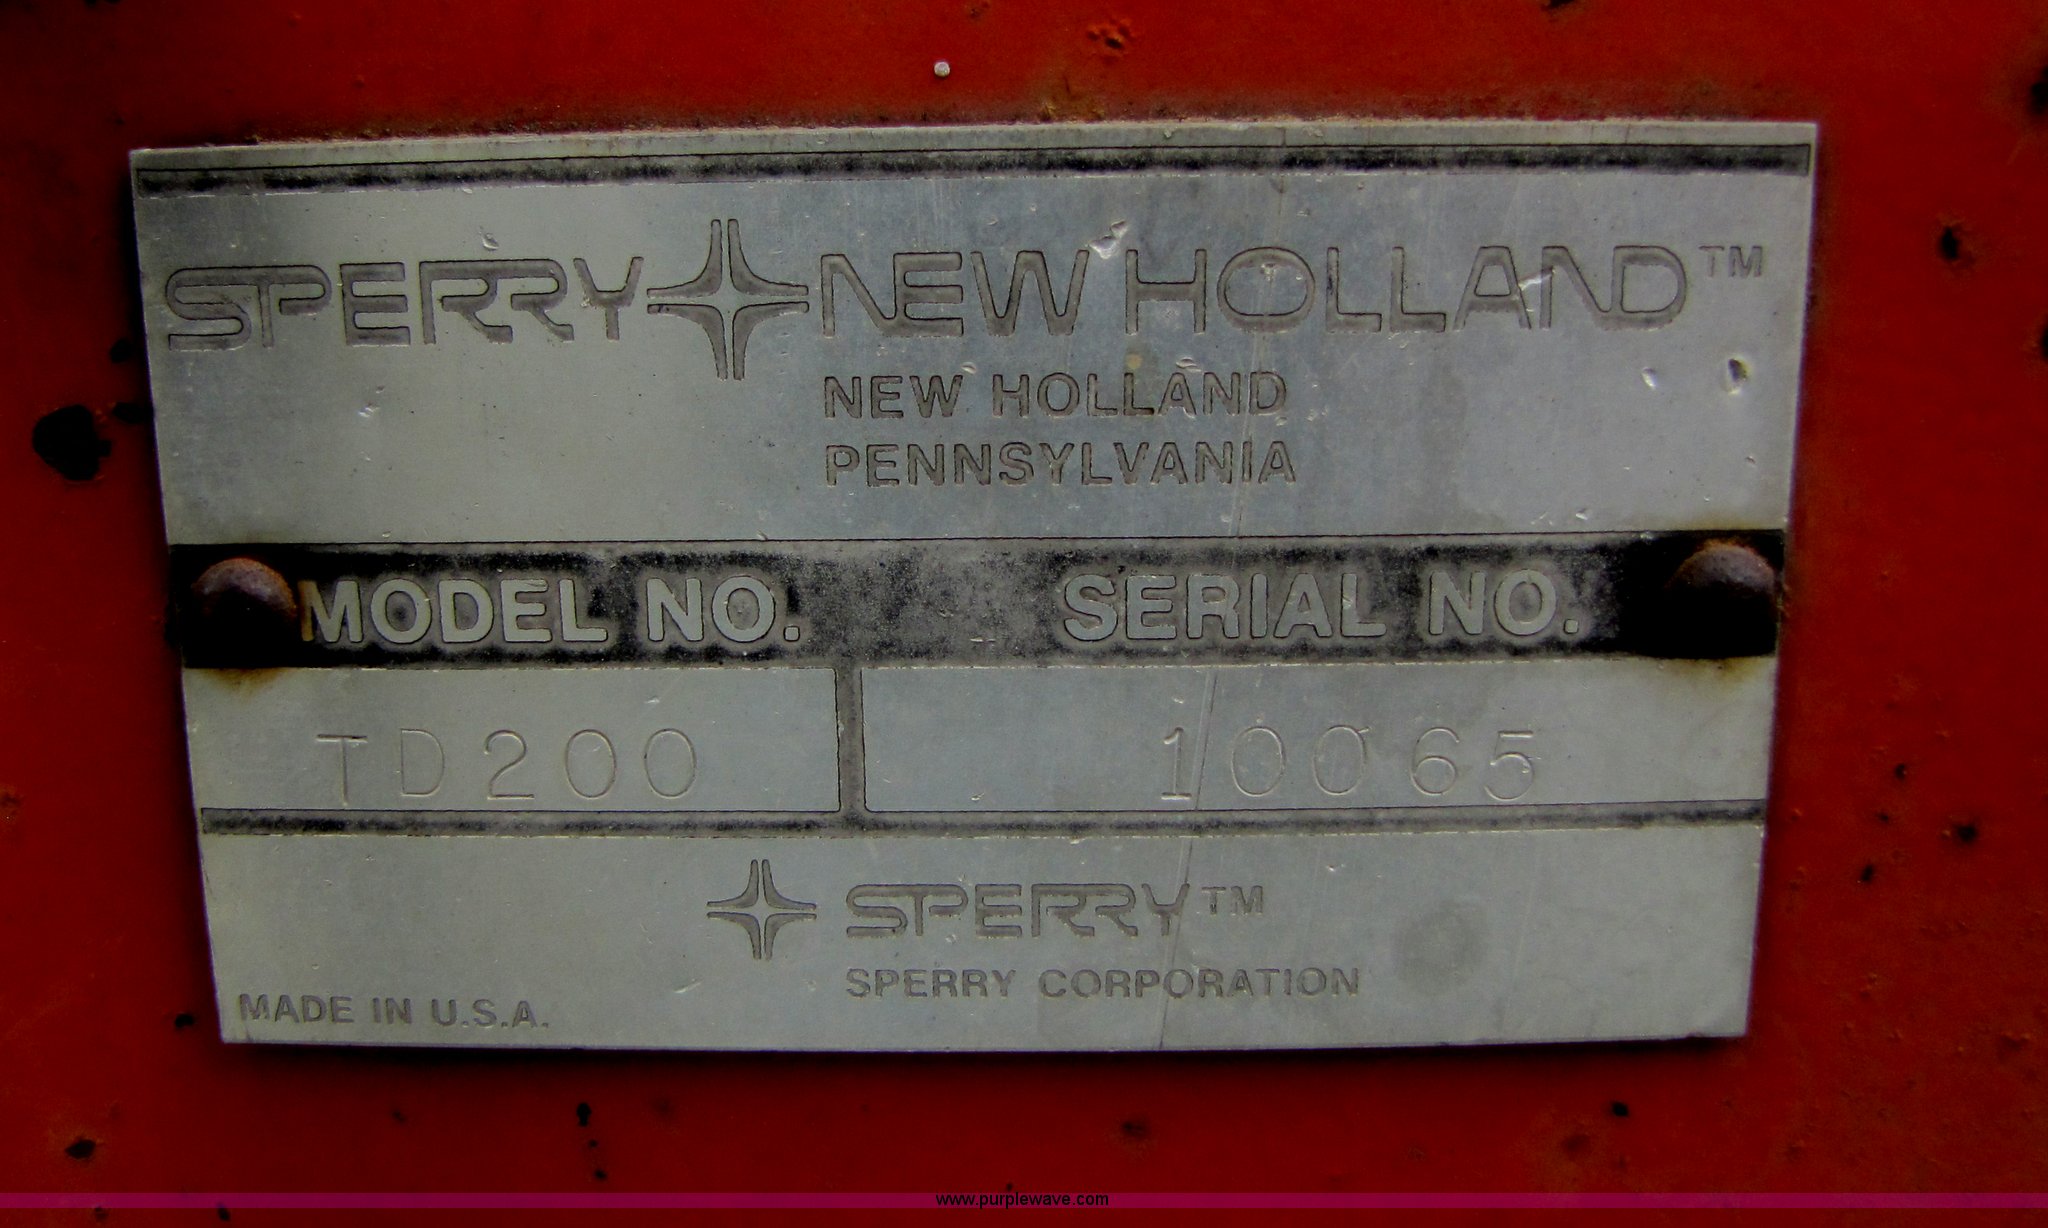 SPERRY NEW HOLLAND™
NEW HOLLAND
PENNSYLVANIA
MODEL NO. SERIAL NO.
TD200 10065
SPERRY™
SPERRY CORPORATION
MADE IN U.S.A.
www.purplewave.com